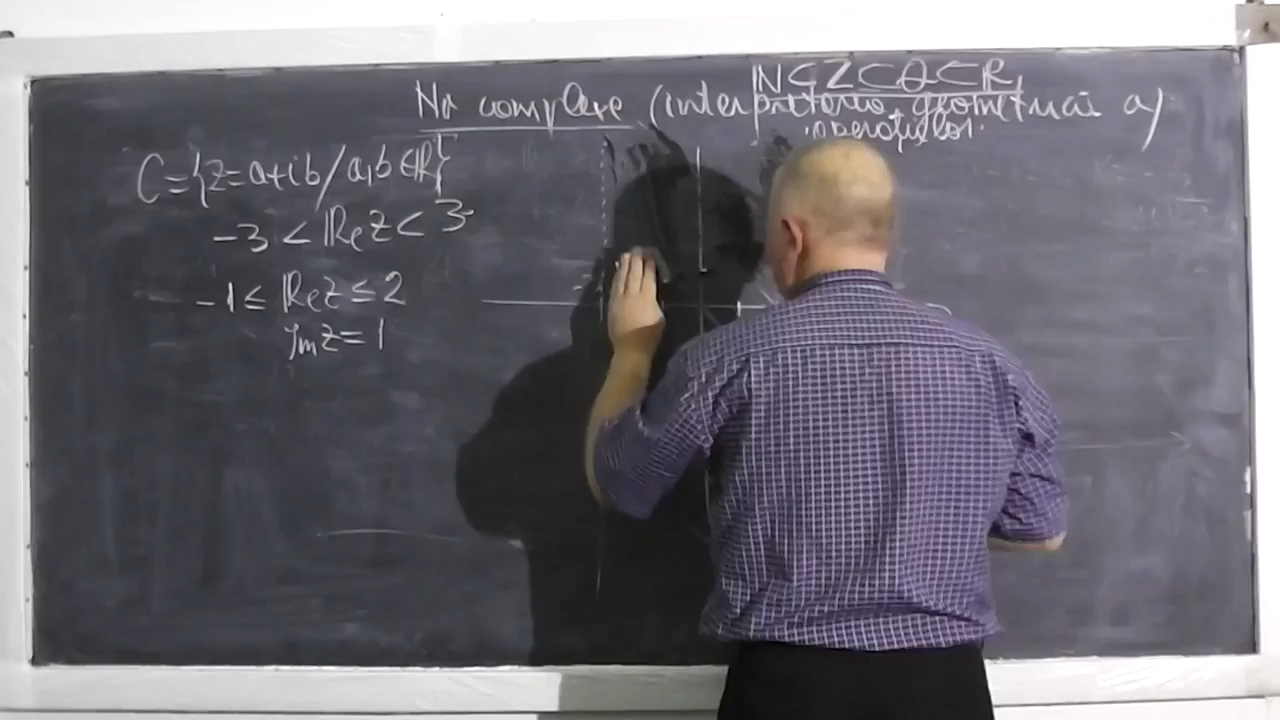 ℕ⊂Z⊂Q⊂ℝ
Nr complexe (interpretarea geometrică a)
operațiilor.
C={z=a+ib/a,b∈ℝ}
-3<Re z<3
-1≤Re z≤2
Im z=1